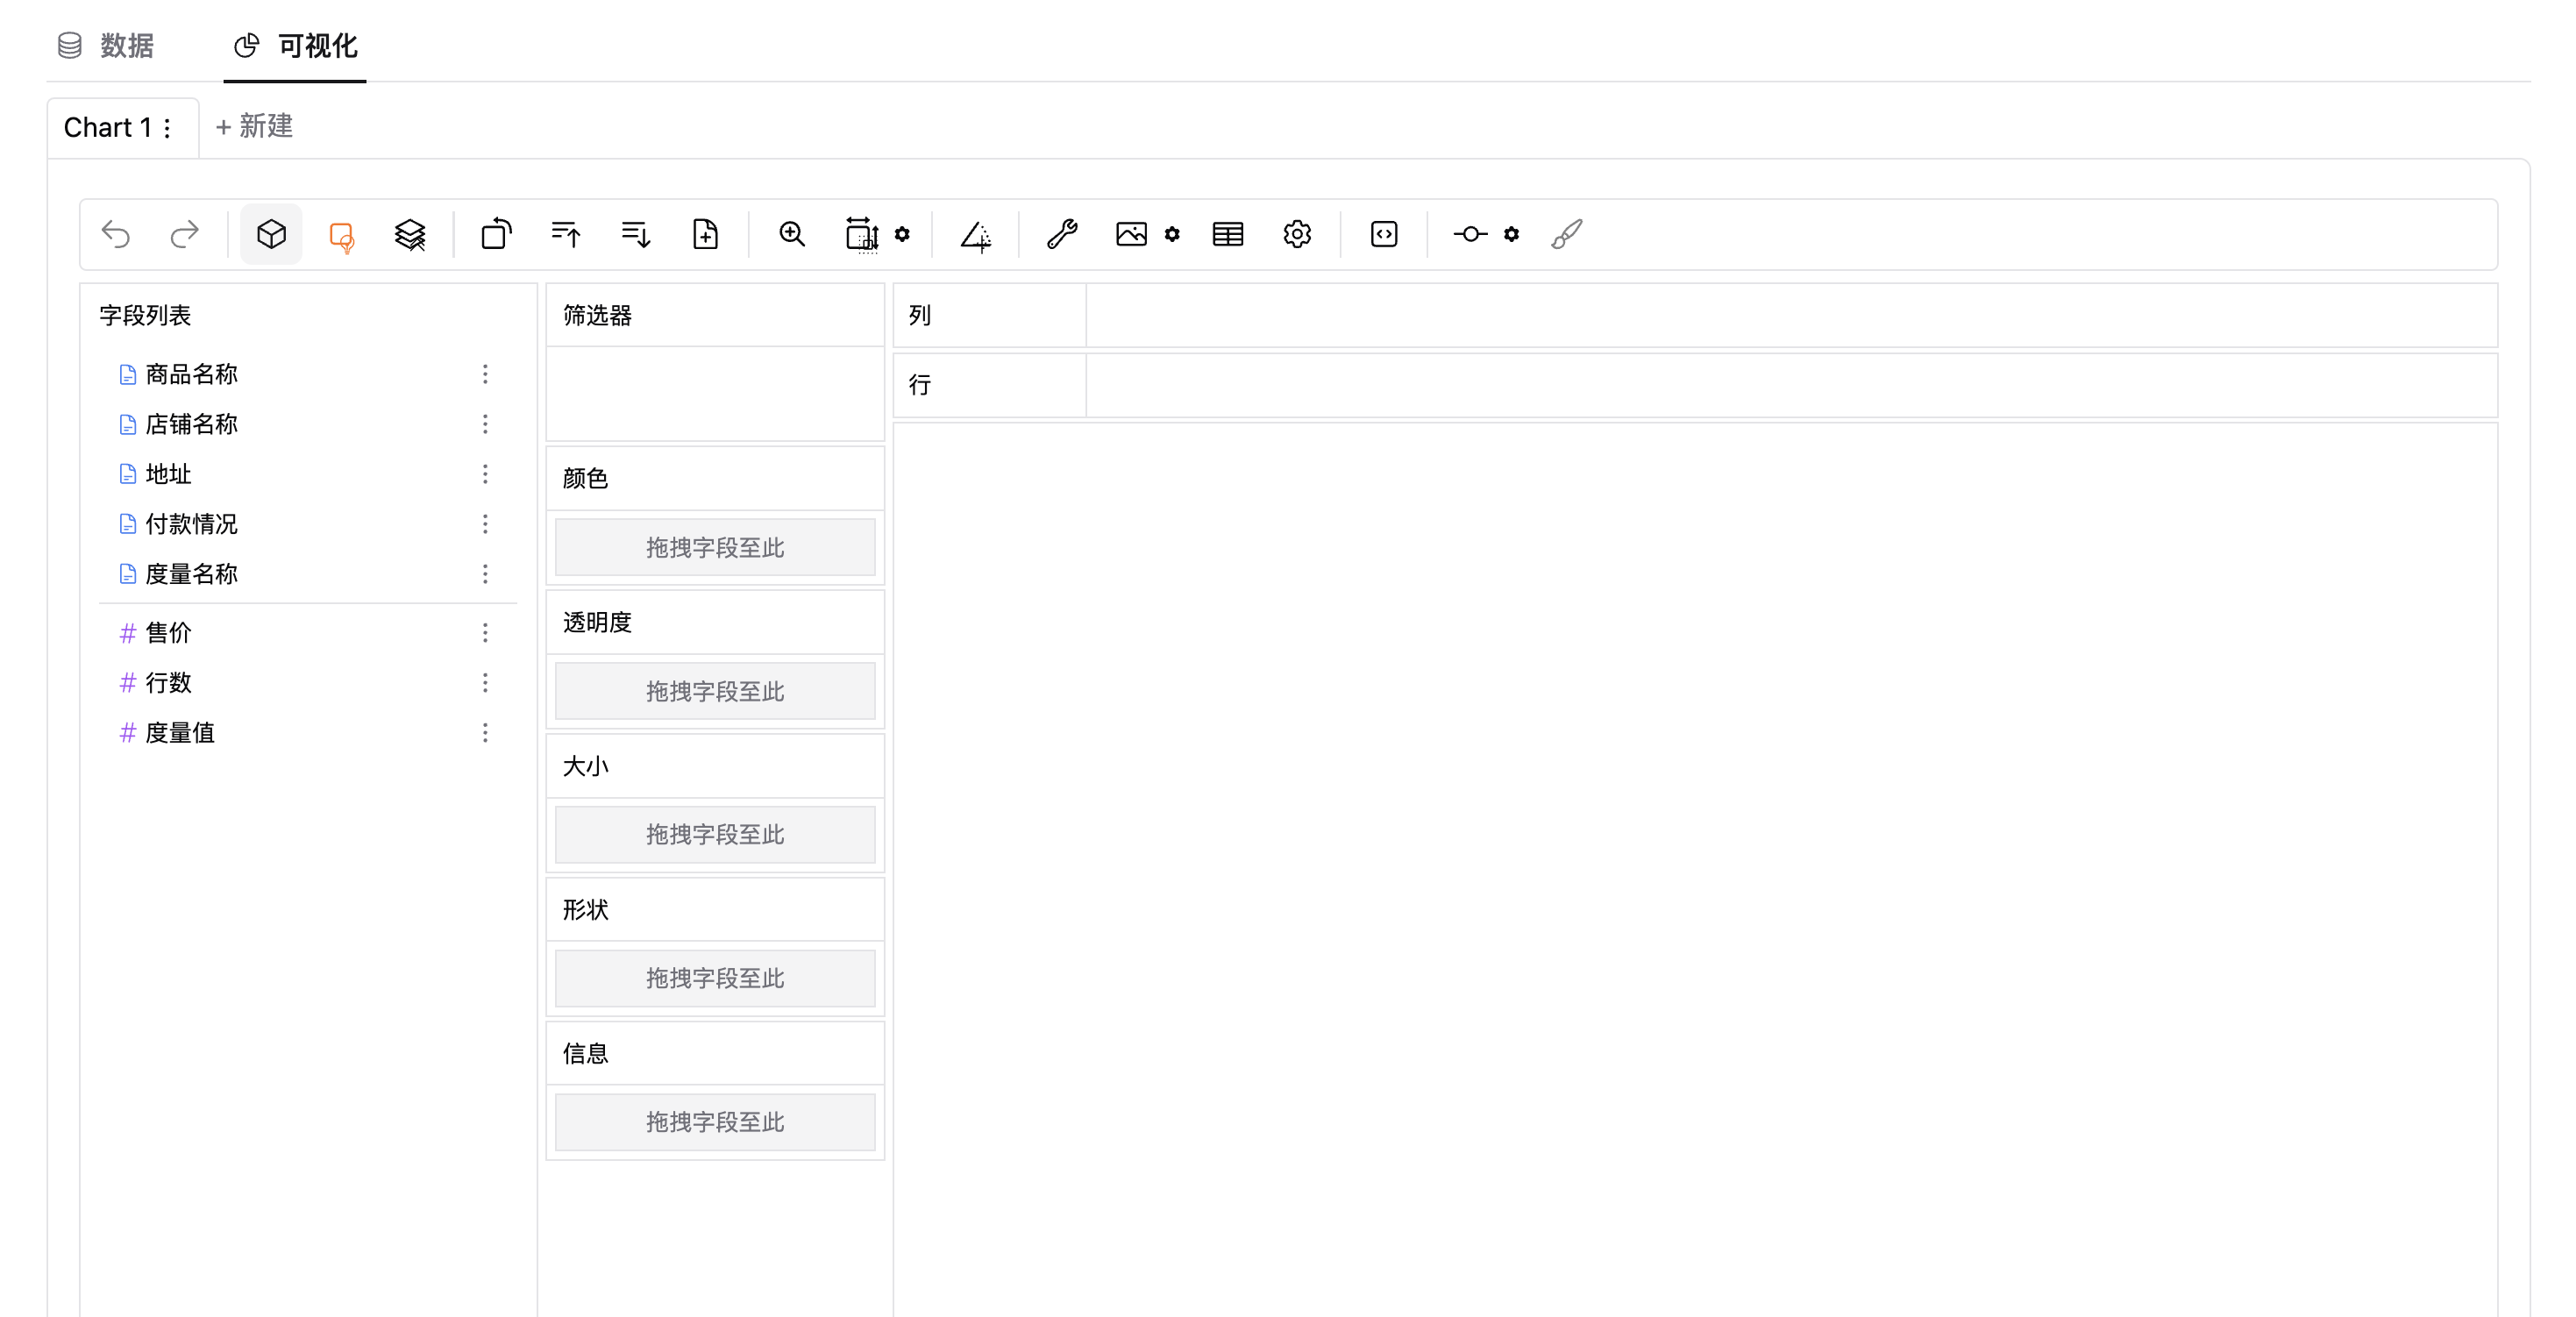 数据
可视化
Chart 1
+ 新建
字段列表
商品名称
店铺名称
地址
付款情况
度量名称
# 售价
# 行数
# 度量值
筛选器
颜色
拖拽字段至此
透明度
拖拽字段至此
大小
拖拽字段至此
形状
拖拽字段至此
信息
拖拽字段至此
列
行